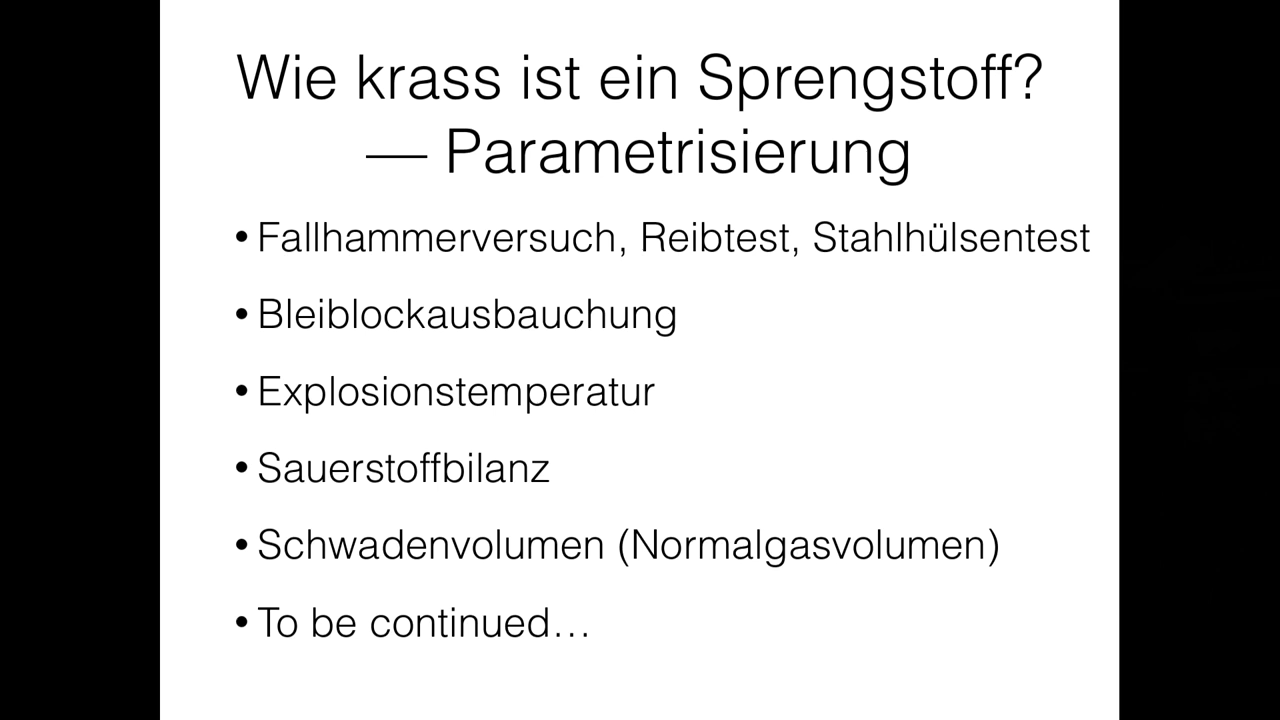 Wie krass ist ein Sprengstoff?
— Parametrisierung
• Fallhammerversuch, Reibtest, Stahlhülsentest
• Bleiblockausbauchung
• Explosionstemperatur
• Sauerstoffbilanz
• Schwadenvolumen (Normalgasvolumen)
• To be continued…